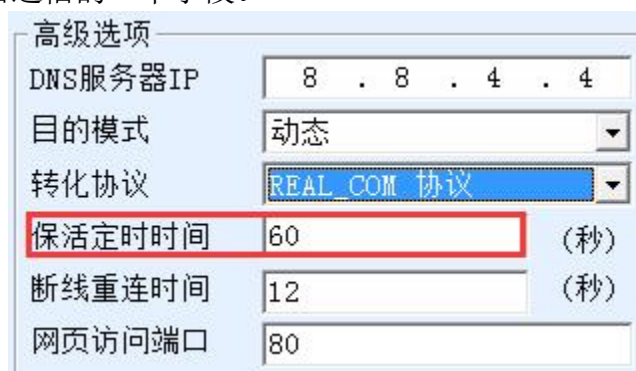 高级选项
DNS服务器IP 8 . 8 . 4 . 4
目的模式 动态
转化协议 REAL_COM 协议
保活定时时间 60 (秒)
断线重连时间 12 (秒)
网页访问端口 80